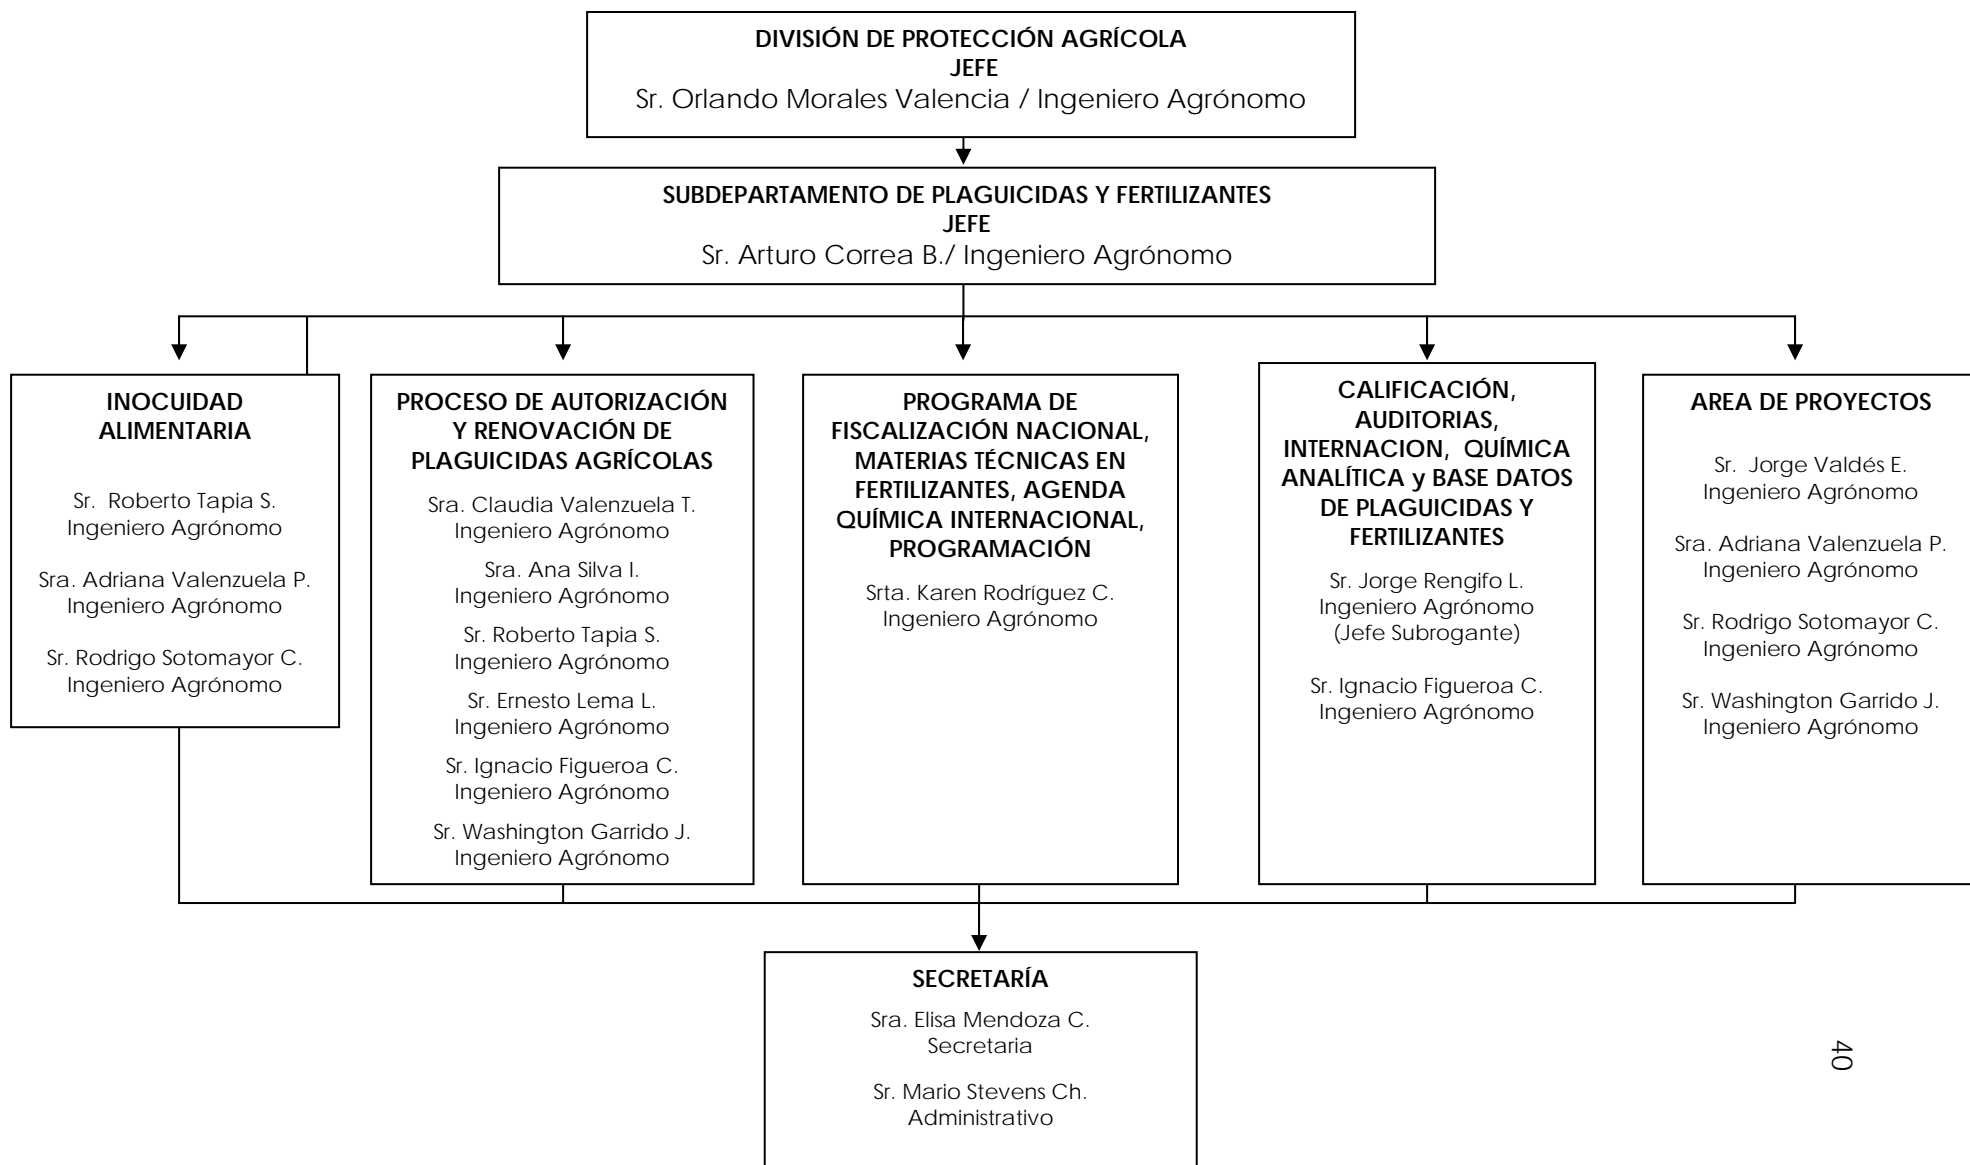 DIVISIÓN DE PROTECCIÓN AGRÍCOLA
JEFE
Sr. Orlando Morales Valencia / Ingeniero Agrónomo
SUBDEPARTAMENTO DE PLAGUICIDAS Y FERTILIZANTES
JEFE
Sr. Arturo Correa B./ Ingeniero Agrónomo
INOCUIDAD
ALIMENTARIA
Sr. Roberto Tapia S.
Ingeniero Agrónomo
Sra. Adriana Valenzuela P.
Ingeniero Agrónomo
Sr. Rodrigo Sotomayor C.
Ingeniero Agrónomo
PROCESO DE AUTORIZACIÓN
Y RENOVACIÓN DE
PLAGUICIDAS AGRÍCOLAS
Sra. Claudia Valenzuela T.
Ingeniero Agrónomo
Sra. Ana Silva I.
Ingeniero Agrónomo
Sr. Roberto Tapia S.
Ingeniero Agrónomo
Sr. Ernesto Lema L.
Ingeniero Agrónomo
Sr. Ignacio Figueroa C.
Ingeniero Agrónomo
Sr. Washington Garrido J.
Ingeniero Agrónomo
PROGRAMA DE
FISCALIZACIÓN NACIONAL,
MATERIAS TÉCNICAS EN
FERTILIZANTES, AGENDA
QUÍMICA INTERNACIONAL,
PROGRAMACIÓN
Srta. Karen Rodríguez C.
Ingeniero Agrónomo
CALIFICACIÓN,
AUDITORIAS,
INTERNACION, QUÍMICA
ANALÍTICA y BASE DATOS
DE PLAGUICIDAS Y
FERTILIZANTES
Sr. Jorge Rengifo L.
Ingeniero Agrónomo
(Jefe Subrogante)
Sr. Ignacio Figueroa C.
Ingeniero Agrónomo
AREA DE PROYECTOS
Sr. Jorge Valdés E.
Ingeniero Agrónomo
Sra. Adriana Valenzuela P.
Ingeniero Agrónomo
Sr. Rodrigo Sotomayor C.
Ingeniero Agrónomo
Sr. Washington Garrido J.
Ingeniero Agrónomo
SECRETARÍA
Sra. Elisa Mendoza C.
Secretaria
Sr. Mario Stevens Ch.
Administrativo
40